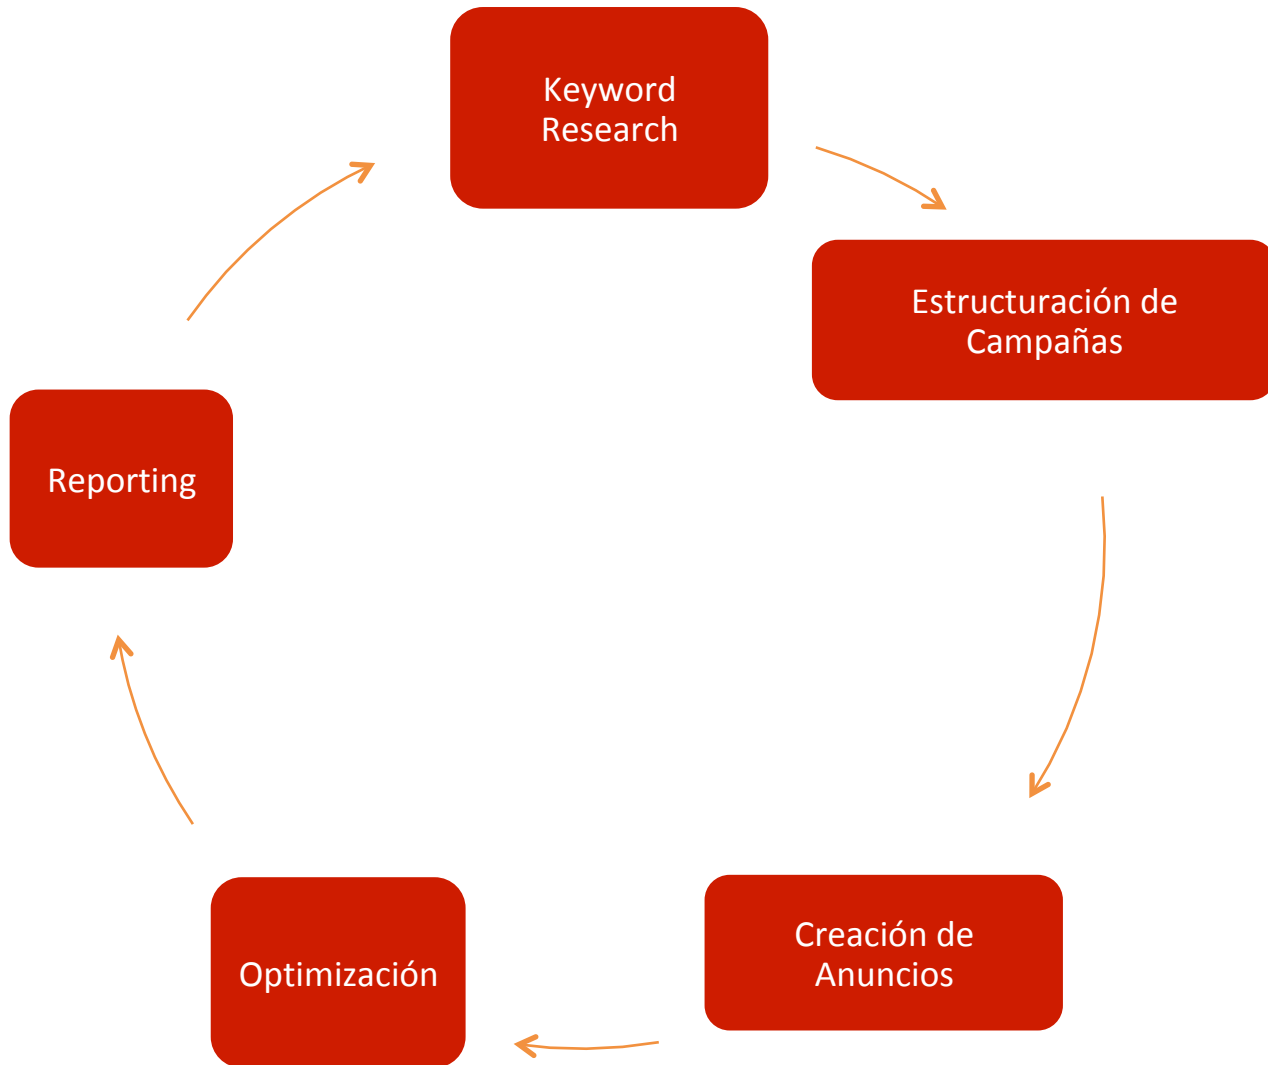 Keyword
Research
Estructuración de
Campañas
Creación de
Anuncios
Optimización
Reporting